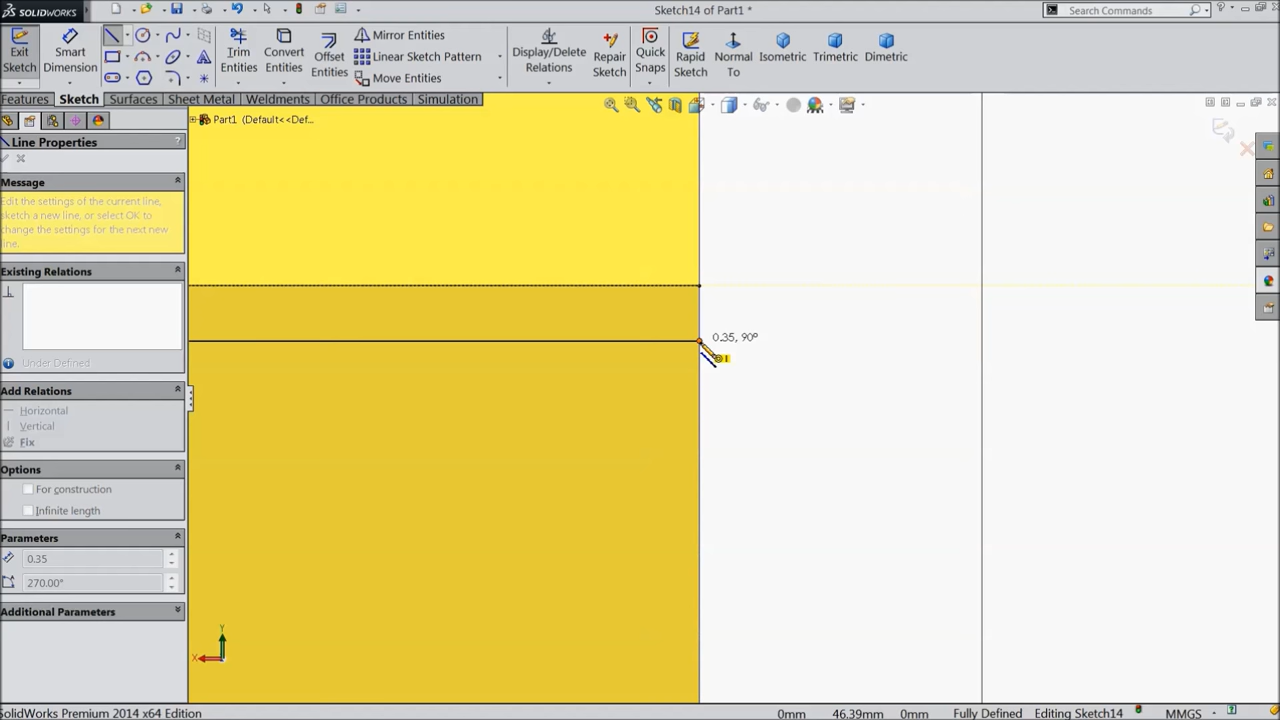 SOLIDWORKS
Sketch14 of Part1 *
Search Commands
Exit Sketch
Smart Dimension
Trim Entities
Convert Entities
Offset Entities
Mirror Entities
Linear Sketch Pattern
Move Entities
Display/Delete Relations
Repair Sketch
Quick Snaps
Rapid Sketch
Normal To
Isometric
Trimetric
Dimetric
Features
Sketch
Surfaces
Sheet Metal
Weldments
Office Products
Simulation
Part1 (Default<<Def...
Line Properties
?
Message
Edit the settings of the current line,
sketch a new line, or select OK to
change the settings for the next new
line.
Existing Relations
Under Defined
Add Relations
Horizontal
Vertical
Fix
Options
For construction
Infinite length
Parameters
0.35
270.00°
Additional Parameters
0.35, 90°
Y
X
SolidWorks Premium 2014 x64 Edition
0mm
46.39mm
0mm
Fully Defined
Editing Sketch14
MMGS